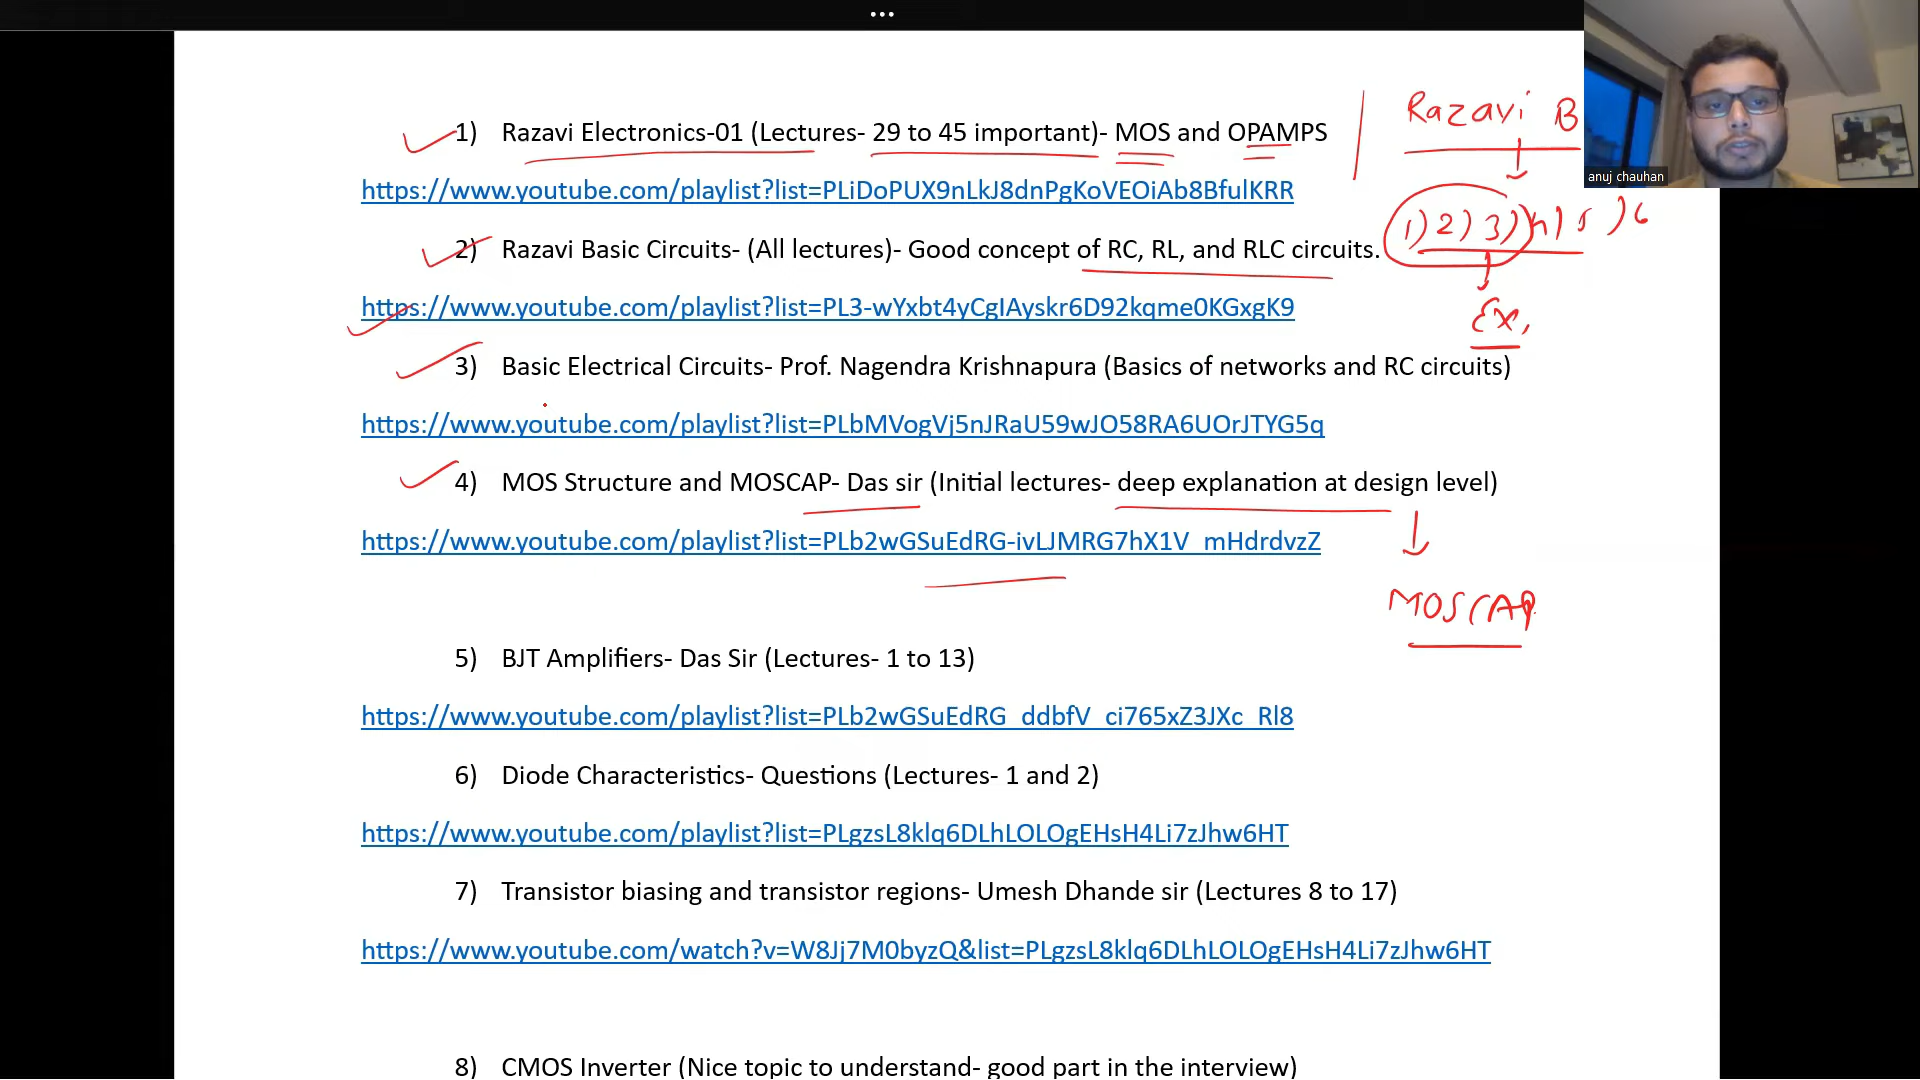 1) Razavi Electronics-01 (Lectures- 29 to 45 important)- MOS and OPAMPS
Razavi B
anuj chauhan
https://www.youtube.com/playlist?list=PLiDoPUX9nLkJ8dnPgKoVEOiAb8BfulKRR
1) 2) 3) 4) 5) 6
2) Razavi Basic Circuits- (All lectures)- Good concept of RC, RL, and RLC circuits.
https://www.youtube.com/playlist?list=PL3-wYxbt4yCgIAyskr6D92kqme0KGxgK9
Ex,
3) Basic Electrical Circuits- Prof. Nagendra Krishnapura (Basics of networks and RC circuits)
https://www.youtube.com/playlist?list=PLbMVogVj5nJRaU59wJO58RA6UOrJTYG5q
4) MOS Structure and MOSCAP- Das sir (Initial lectures- deep explanation at design level)
https://www.youtube.com/playlist?list=PLb2wGSuEdRG-ivLJMRG7hX1V_mHdrdvzZ
MOSCAP
5) BJT Amplifiers- Das Sir (Lectures- 1 to 13)
https://www.youtube.com/playlist?list=PLb2wGSuEdRG_ddbfV_ci765xZ3JXc_Rl8
6) Diode Characteristics- Questions (Lectures- 1 and 2)
https://www.youtube.com/playlist?list=PLgzsL8klq6DLhLOLOgEHsH4Li7zJhw6HT
7) Transistor biasing and transistor regions- Umesh Dhande sir (Lectures 8 to 17)
https://www.youtube.com/watch?v=W8Jj7M0byzQ&list=PLgzsL8klq6DLhLOLOgEHsH4Li7zJhw6HT
8) CMOS Inverter (Nice topic to understand- good part in the interview)